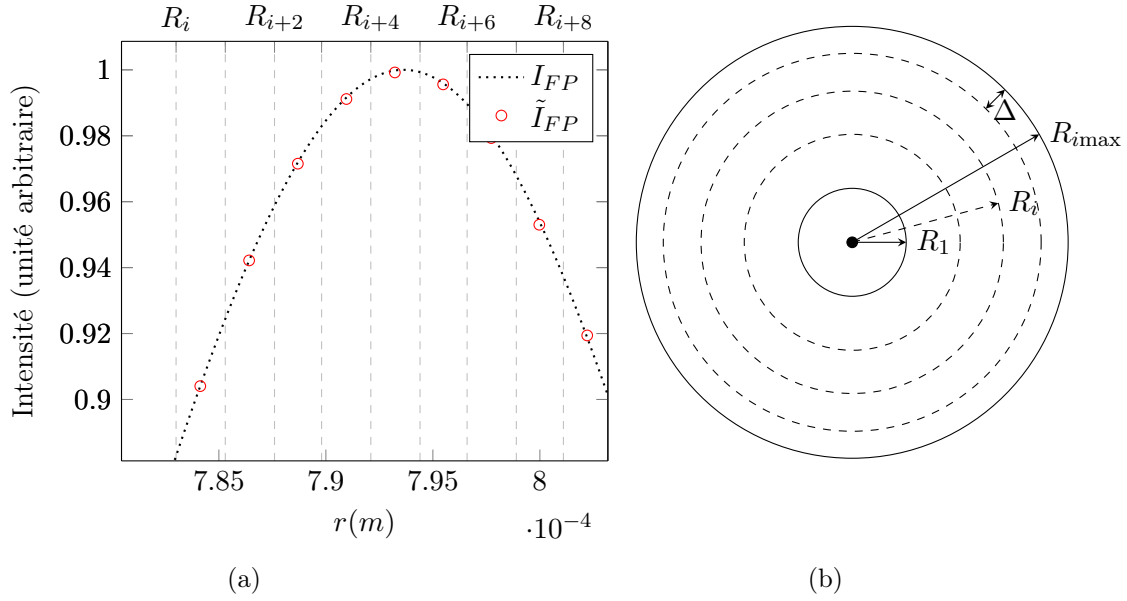 R_i R_{i+2} R_{i+4} R_{i+6} R_{i+8}
Intensité (unité arbitraire)
1
0.98
0.96
0.94
0.92
0.9
I_{FP}
Ĩ_{FP}
7.85 7.9 7.95 8
r(m) ·10^{-4}
(a)
Δ
R_{imax}
R_i
R_1
(b)